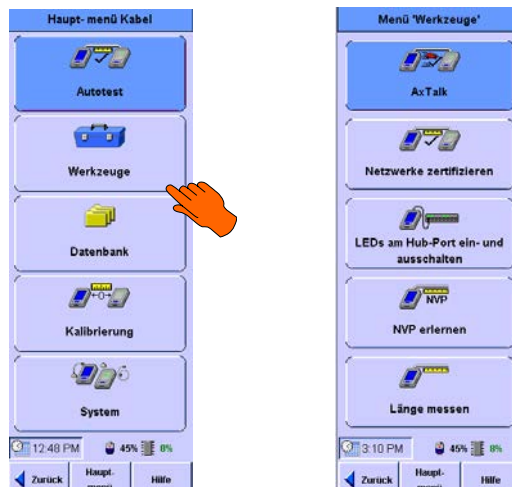 Haupt- menü Kabel
Autotest
Werkzeuge
Datenbank
Kalibrierung
System
12:48 PM 45% 8%
Zurück Haupt- menü Hilfe
Menü 'Werkzeuge'
AxTalk
Netzwerke zertifizieren
LEDs am Hub-Port ein- und
ausschalten
NVP
NVP erlernen
Länge messen
3:10 PM 45% 8%
Zurück Haupt- menü Hilfe